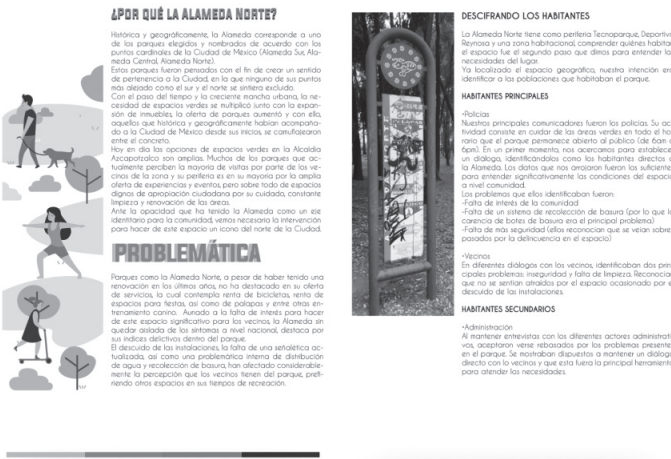 ¿POR QUÉ LA ALAMEDA NORTE?
Histórica y geográficamente, la Alameda corresponde a uno
de los parques elegidos y nombrados de acuerdo con los
puntos cardinales de la Ciudad de México (Alameda Sur, Ala-
meda Central, Alameda Norte).
Estos parques fueron pensados con el fin de crear un sentido
de pertenencia a la Ciudad, en la que ninguno de sus puntos
más alejado como el sur y el norte se sintiera excluido.
Con el paso del tiempo y la creciente mancha urbana, la ne-
cesidad de espacios verdes se multiplico junto con la expan-
sión de inmuebles, la oferta de parques aumentó y con ello,
aquellos que histórica y geográficamente habían acompaña-
do a la Ciudad de México desde sus inicios, se camuflagearon
entre el concreto.
Hoy en día las opciones de espacios verdes en la Alcaldía
Azcapotzalco son amplias. Muchos de los parques que ac-
tualmente perciben la mayoría de visitas por parte de los ve-
cinos de la zona y su periferia es en su mayoría por la amplia
oferta de experiencias y eventos, pero sobre todo de espacios
dignos de apropiación ciudadana por su cuidado, constante
limpieza y renovación de las áreas.
Ante la opacidad que ha tenido la Alameda como un eje
identitario para la comunidad, vemos necesaria la intervención
para hacer de este espacio un icono del norte de la Ciudad.
PROBLEMÁTICA
Parques como la Alameda Norte, a pesar de haber tenido una
renovación en los últimos años, no ha destacado en su oferta
de servicios, la cual contempla renta de bicicletas, renta de
espacios para fiestas, así como de palapas y entre otras en-
trenamiento canino. Aunado a la falta de interés para hacer
de este espacio significativo para los vecinos, la Alameda sin
quedar aislada de los síntomas a nivel nacional, destaca por
sus índices delictivos dentro del parque.
El descuido de las instalaciones, la falta de una señalética ac-
tualizada, así como una problemática interna de distribución
de agua y recolección de basura, han afectado considerable-
mente la percepción que los vecinos tienen del parque, prefi-
riendo otros espacios en sus tiempos de recreación.
DESCIFRANDO LOS HABITANTES
La Alameda Norte tiene como periferia Tecnoparque, Deportivo
Reynosa y una zona habitacional, comprender quiénes habitan
el espacio fue el segundo paso que dimos para entender las
necesidades del lugar.
Ya localizado el espacio geográfico, nuestra intención era
identificar a las poblaciones que habitaban el parque.
HABITANTES PRINCIPALES
•Policías
Nuestros principales comunicadores fueron los policías. Su ac-
tividad consiste en cuidar de las áreas verdes en todo el ho-
rario que el parque permanece abierto al público (de 6am a
6pm). En un primer momento, nos acercamos para establecer
un diálogo, identificándolos como los habitantes directos de
la Alameda. Los datos que nos arrojaron fueron los suficientes
para entender significativamente las condiciones del espacio
a nivel comunidad.
Los problemas que ellos identificaban fueron:
-Falta de interés de la comunidad
-Falta de un sistema de recolección de basura (por lo que la
carencia de botes de basura era el principal problema)
-Falta de más seguridad (ellos reconocían que se veían sobre-
pasados por la delincuencia en el espacio)
•Vecinos
En diferentes diálogos con los vecinos, identificaban dos prin-
cipales problemas: inseguridad y falta de limpieza. Reconocían
que no se sentían atraídos por el espacio ocasionado por el
descuido de las instalaciones.
HABITANTES SECUNDARIOS
•Administración
Al mantener entrevistas con los diferentes actores administrati-
vos, aceptaron verse rebasados por los problemas presentes
en el parque. Se mostraban dispuestos a mantener un diálogo
directo con lo vecinos y que esta fuera la principal herramienta
para atender las necesidades.